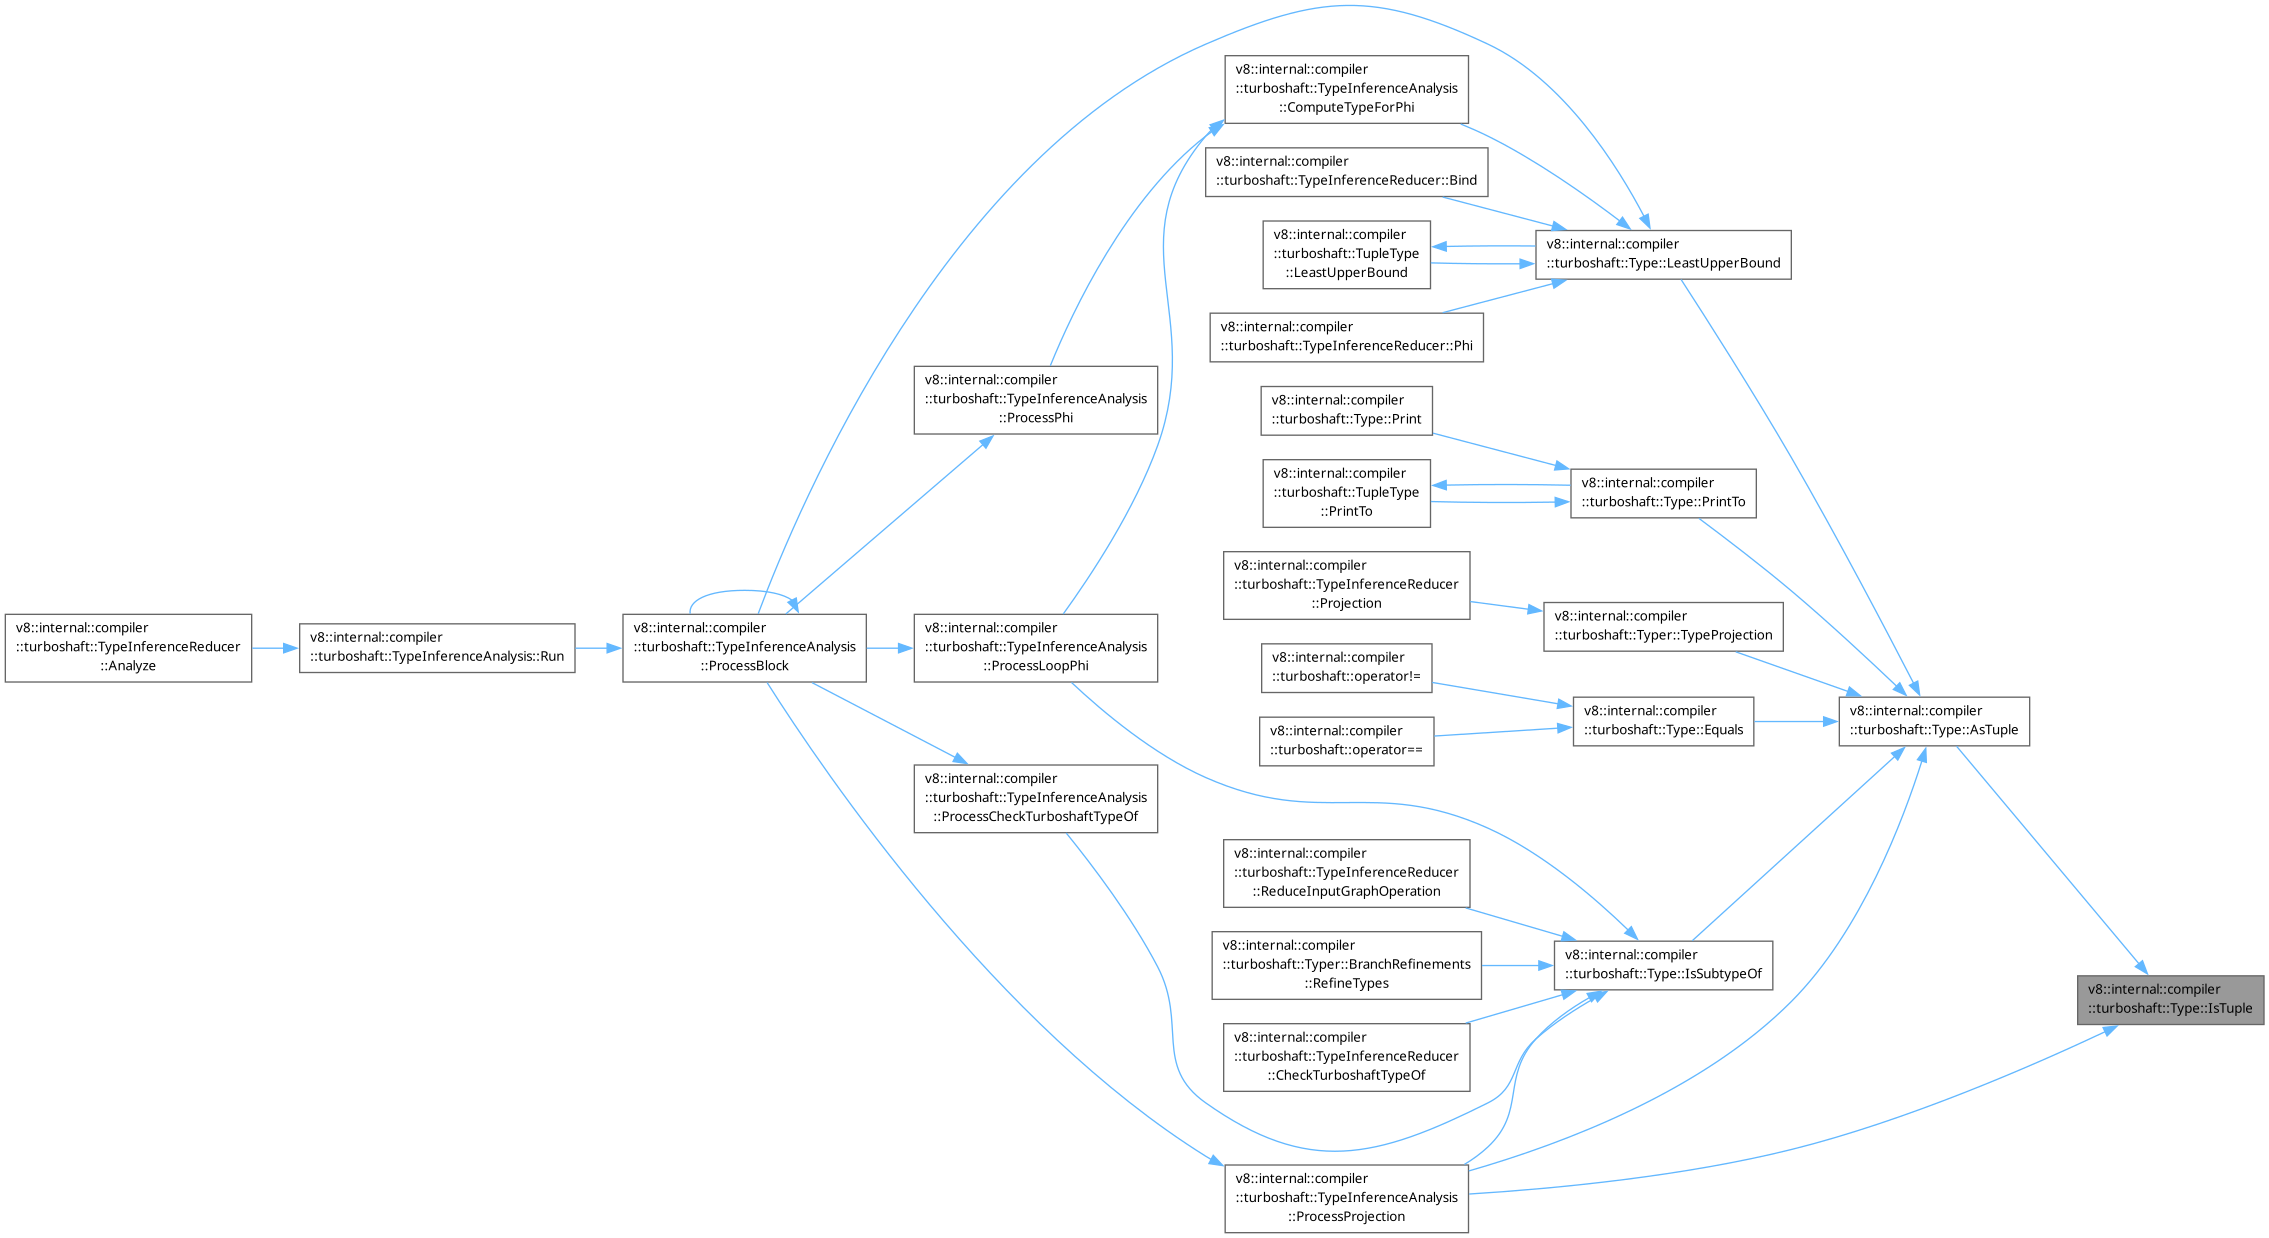 v8::internal::compiler
::turboshaft::TypeInferenceAnalysis
::ComputeTypeForPhi
v8::internal::compiler
::turboshaft::TypeInferenceReducer::Bind
v8::internal::compiler
::turboshaft::TupleType
::LeastUpperBound
v8::internal::compiler
::turboshaft::Type::LeastUpperBound
v8::internal::compiler
::turboshaft::TypeInferenceReducer::Phi
v8::internal::compiler
::turboshaft::TypeInferenceAnalysis
::ProcessPhi
v8::internal::compiler
::turboshaft::Type::Print
v8::internal::compiler
::turboshaft::TupleType
::PrintTo
v8::internal::compiler
::turboshaft::Type::PrintTo
v8::internal::compiler
::turboshaft::TypeInferenceReducer
::Projection
v8::internal::compiler
::turboshaft::Typer::TypeProjection
v8::internal::compiler
::turboshaft::TypeInferenceReducer
::Analyze
v8::internal::compiler
::turboshaft::TypeInferenceAnalysis::Run
v8::internal::compiler
::turboshaft::TypeInferenceAnalysis
::ProcessBlock
v8::internal::compiler
::turboshaft::TypeInferenceAnalysis
::ProcessLoopPhi
v8::internal::compiler
::turboshaft::operator!=
v8::internal::compiler
::turboshaft::operator==
v8::internal::compiler
::turboshaft::Type::Equals
v8::internal::compiler
::turboshaft::Type::AsTuple
v8::internal::compiler
::turboshaft::TypeInferenceAnalysis
::ProcessCheckTurboshaftTypeOf
v8::internal::compiler
::turboshaft::TypeInferenceReducer
::ReduceInputGraphOperation
v8::internal::compiler
::turboshaft::Typer::BranchRefinements
::RefineTypes
v8::internal::compiler
::turboshaft::Type::IsSubtypeOf
v8::internal::compiler
::turboshaft::Type::IsTuple
v8::internal::compiler
::turboshaft::TypeInferenceReducer
::CheckTurboshaftTypeOf
v8::internal::compiler
::turboshaft::TypeInferenceAnalysis
::ProcessProjection